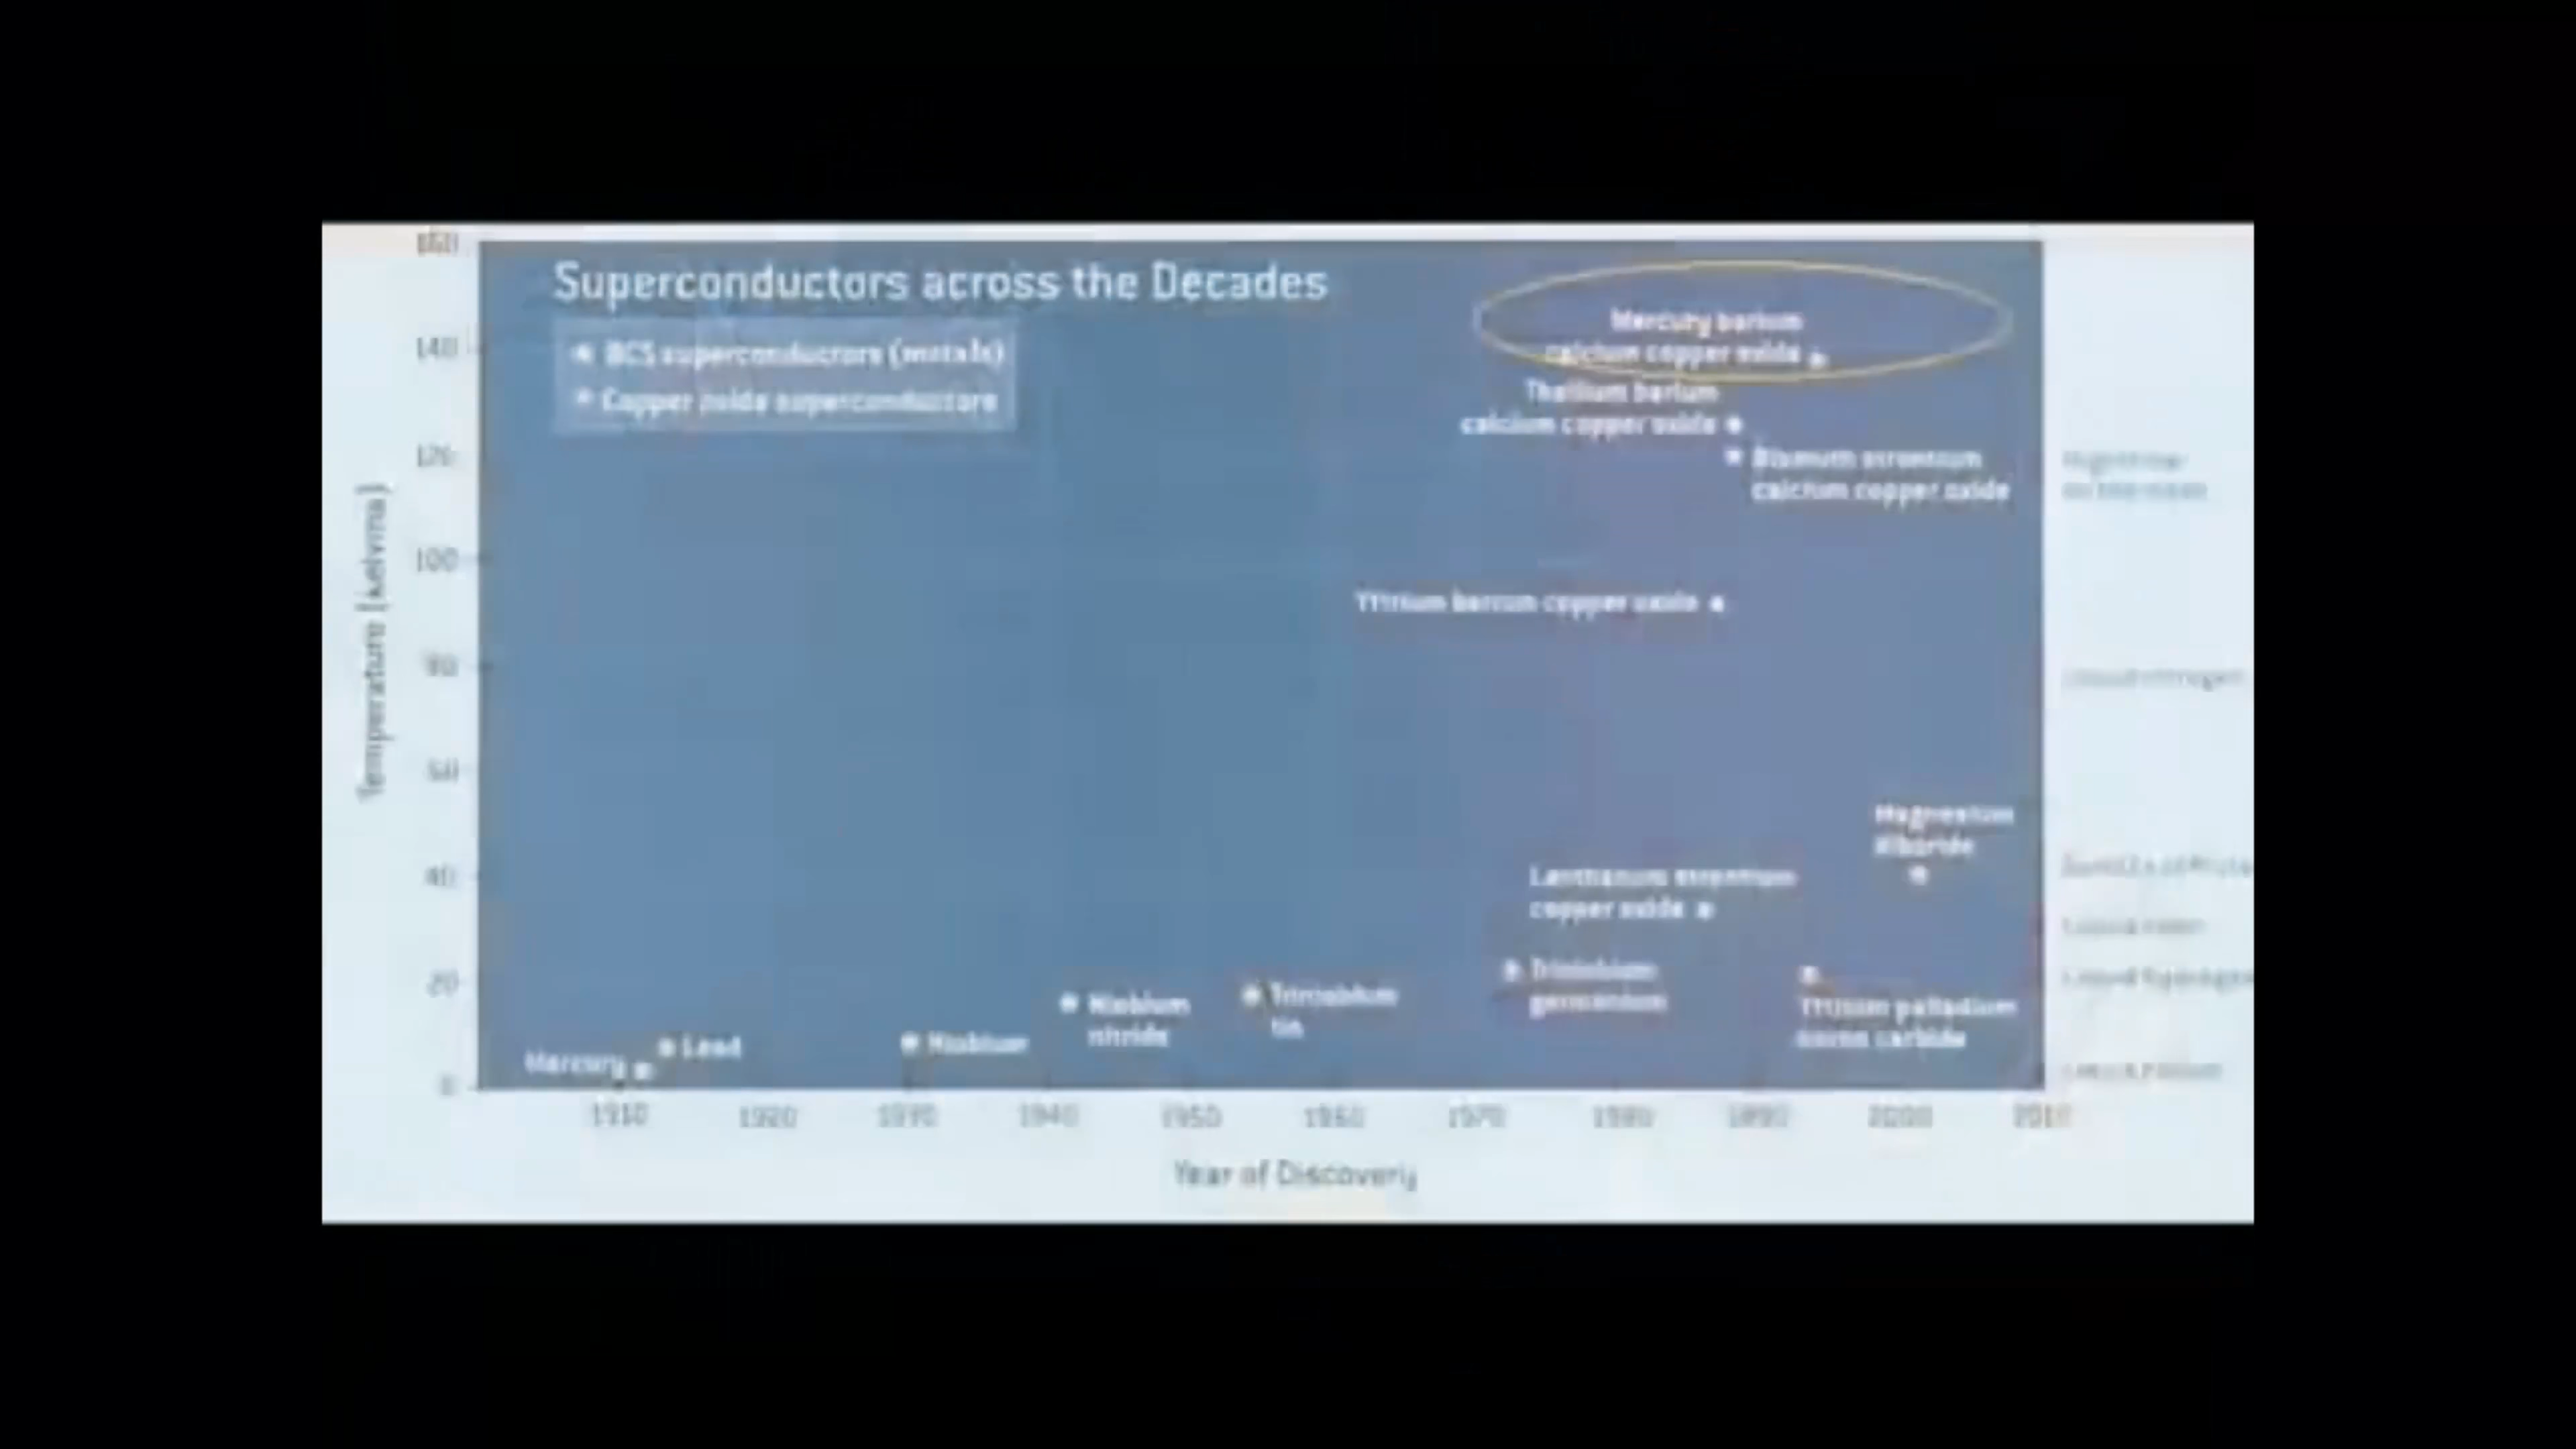 Superconductors across the Decades
BCS superconductors (metals)
Copper oxide superconductors
Temperature (kelvins)
160
140
120
100
80
60
40
20
0
Mercury barium
calcium copper oxide
Thallium barium
calcium copper oxide
Bismuth strontium
calcium copper oxide
Yttrium barium copper oxide
Magnesium
diboride
Lanthanum strontium
copper oxide
Triniobium
germanium
Yttrium palladium
boron carbide
Niobium
nitride
Triniobium
tin
Niobium
Mercury
Lead
Liquid nitrogen
1910
1920
1930
1940
1950
1960
1970
1980
1990
2000
2010
Year of Discovery